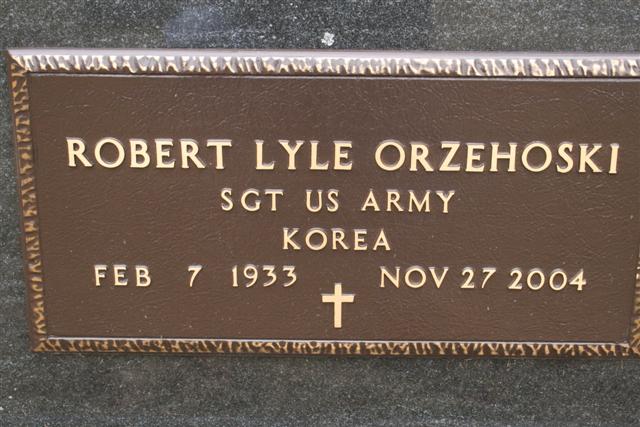 ROBERT LYLE ORZEHOSKI
SGT US ARMY
KOREA
FEB 7 1933 NOV 27 2004